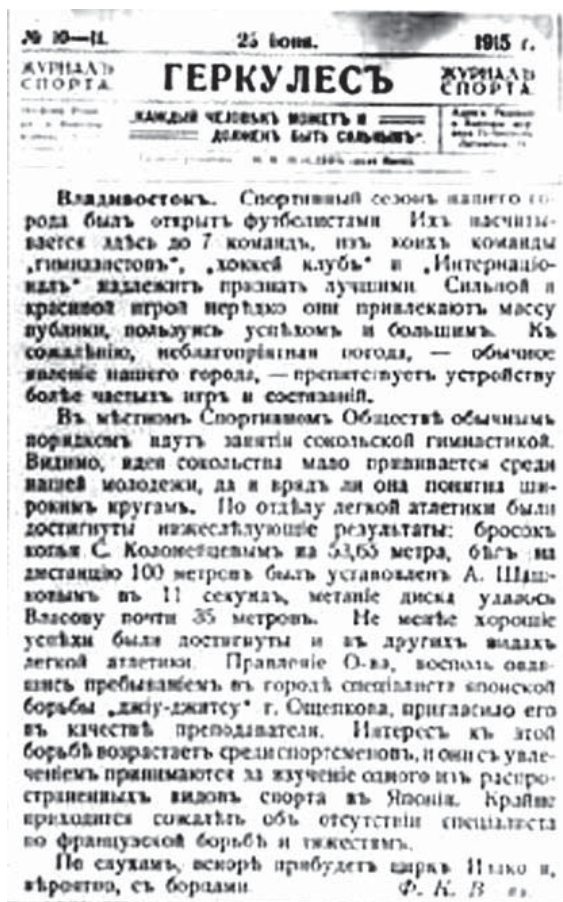 № 10—11. 25 Іюня. 1915 г.
ЖУРНАЛЪ СПОРТА. ГЕРКУЛЕСЪ ЖУРНАЛЪ СПОРТА.
„КАЖДЫЙ ЧЕЛОВѢКЪ МОЖЕТЪ И
ДОЛЖЕНЪ БЫТЬ СИЛЬНЫМЪ“.
Владивостокъ. Спортивный сезонъ нашего го-
рода былъ открытъ футболистами Ихъ насчиты-
вается здѣсь до 7 командъ, изъ коихъ команды
„гимназистовъ“, „хоккей клубъ“ и „Интернаціо-
налъ“ надлежитъ признать лучшими. Сильной и
красивой игрой нерѣдко они привлекаютъ массу
публики, пользуясь успѣхомъ и большимъ. Къ
сожалѣнію, неблагопріятная погода, — обычное
явленіе нашего города, — препятствуетъ устройству
болѣе частыхъ игръ и состязаній.
Въ мѣстномъ Спортивномъ Обществѣ обычнымъ
порядкомъ идутъ занятія сокольской гимнастикой.
Видимо, идея сокольства мало прививается среди
нашей молодежи, да и врядъ ли она понятна ши-
рокимъ кругамъ. По отдѣлу легкой атлетики были
достигнуты нижеслѣдующіе результаты: бросокъ
копья С. Коломейцевымъ на 53,65 метра, бѣгъ на
дистанцію 100 метровъ былъ установленъ А. Шаш-
ковымъ въ 11 секундъ, метаніе диска удалось
Власову почти 35 метровъ. Не менѣе хорошіе
успѣхи были достигнуты и въ другихъ видахъ
легкой атлетики. Правленіе О-ва, воспользовав-
шись пребываніемъ въ городѣ спеціалиста японской
борьбы „джіу-джитсу“ г. Ощепкова, пригласило его
въ качествѣ преподавателя. Интересъ къ этой
борьбѣ возрастаетъ среди спортсменовъ, и они съ увле-
ченіемъ принимаются за изученіе одного изъ распро-
страненныхъ видовъ спорта въ Японіи. Крайне
приходится сожалѣть объ отсутствіи спеціалиста
по французской борьбѣ и тяжестямъ.
По слухамъ, вскорѣ прибудетъ циркъ
вѣроятно, съ борцами. Ф. К. В